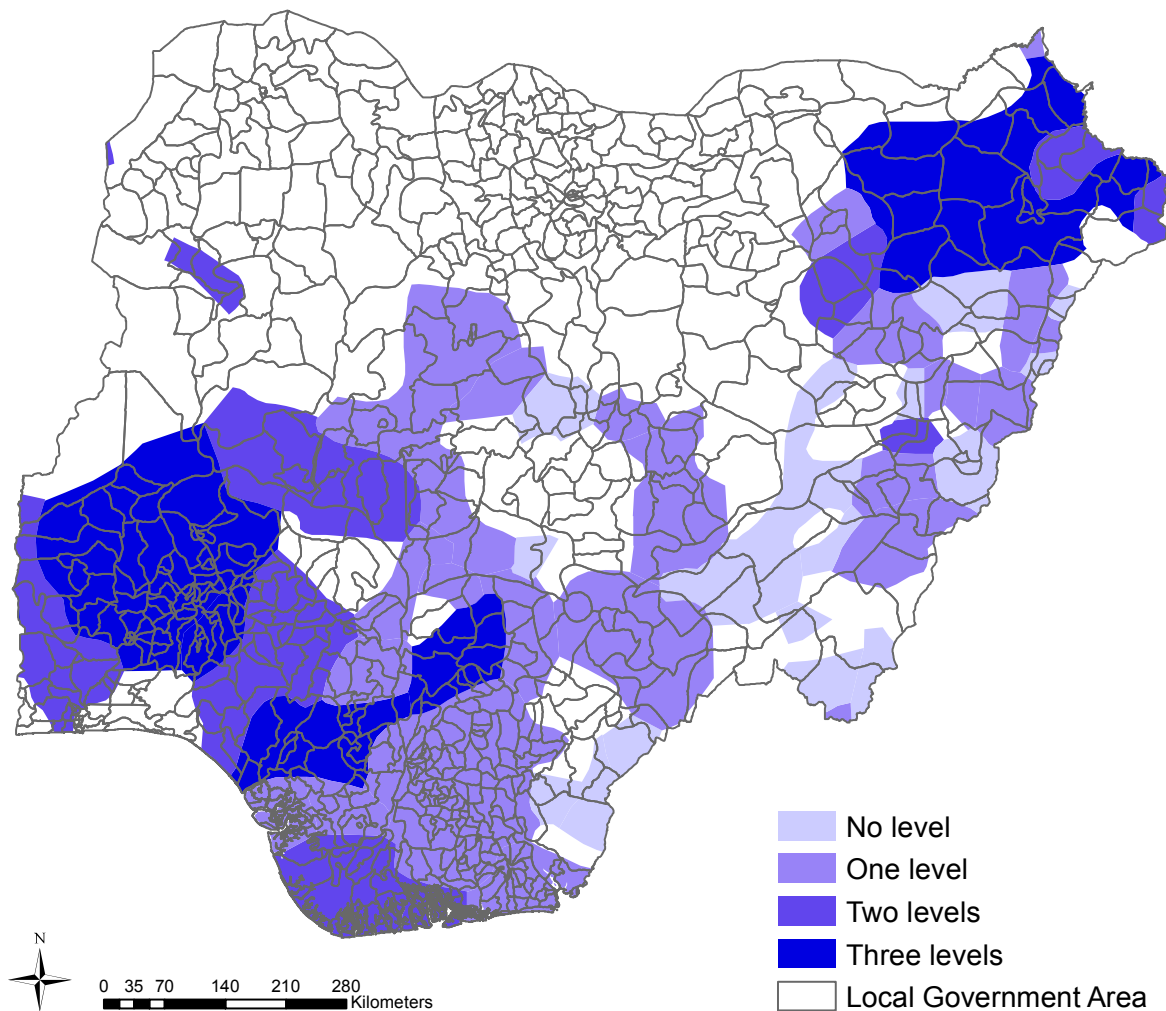 No level
One level
Two levels
Three levels
Local Government Area
N
0 35 70 140 210 280
Kilometers